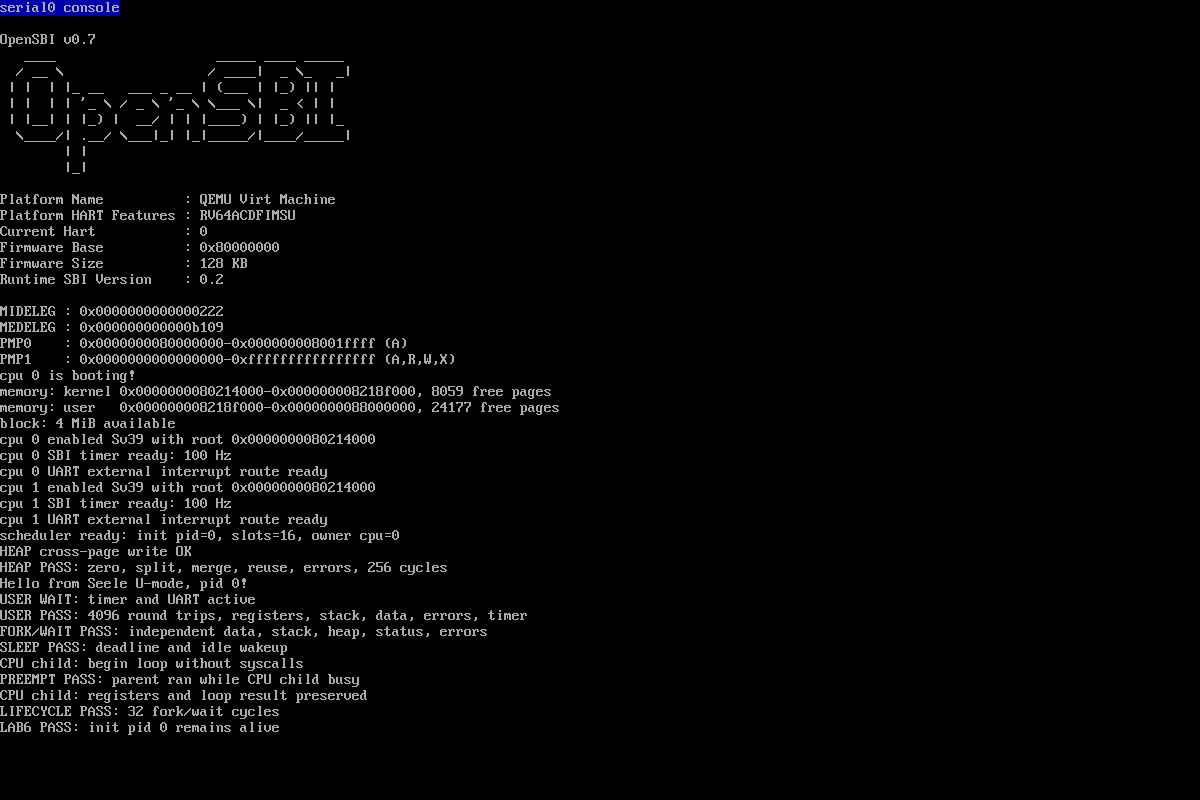 serial0 console
OpenSBI v0.7
OpenSBI
Platform Name           : QEMU Virt Machine
Platform HART Features : RV64ACDFIMSU
Current Hart            : 0
Firmware Base           : 0x80000000
Firmware Size           : 128 KB
Runtime SBI Version     : 0.2
MIDELEG : 0x0000000000000222
MEDELEG : 0x000000000000b109
PMP0    : 0x0000000080000000-0x000000008001ffff (A)
PMP1    : 0x0000000000000000-0xffffffffffffffff (A,R,W,X)
cpu 0 is booting!
memory: kernel 0x0000000080214000-0x000000008218f000, 8059 free pages
memory: user   0x000000008218f000-0x0000000088000000, 24177 free pages
block: 4 MiB available
cpu 0 enabled Sv39 with root 0x0000000080214000
cpu 0 SBI timer ready: 100 Hz
cpu 0 UART external interrupt route ready
cpu 1 enabled Sv39 with root 0x0000000080214000
cpu 1 SBI timer ready: 100 Hz
cpu 1 UART external interrupt route ready
scheduler ready: init pid=0, slots=16, owner cpu=0
HEAP cross-page write OK
HEAP PASS: zero, split, merge, reuse, errors, 256 cycles
Hello from Seele U-mode, pid 0!
USER WAIT: timer and UART active
USER PASS: 4096 round trips, registers, stack, data, errors, timer
FORK/WAIT PASS: independent data, stack, heap, status, errors
SLEEP PASS: deadline and idle wakeup
CPU child: begin loop without syscalls
PREEMPT PASS: parent ran while CPU child busy
CPU child: registers and loop result preserved
LIFECYCLE PASS: 32 fork/wait cycles
LAB6 PASS: init pid 0 remains alive